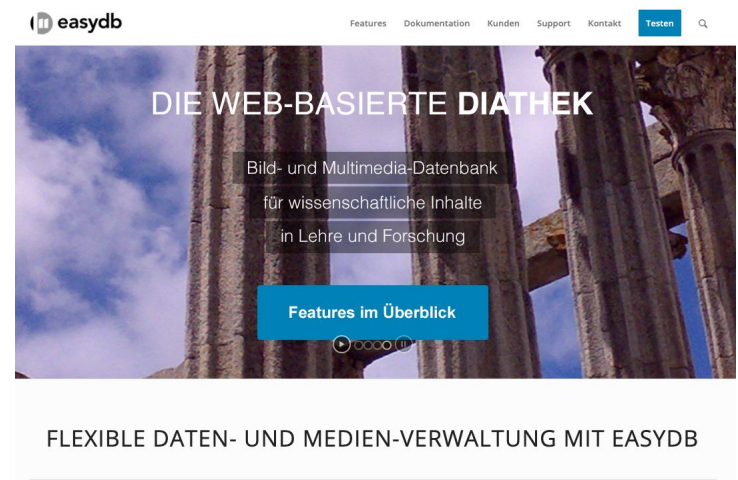 easydb
Features Dokumentation Kunden Support Kontakt Testen
DIE WEB-BASIERTE DIATHEK
Bild- und Multimedia-Datenbank
für wissenschaftliche Inhalte
in Lehre und Forschung
Features im Überblick
FLEXIBLE DATEN- UND MEDIEN-VERWALTUNG MIT EASYDB